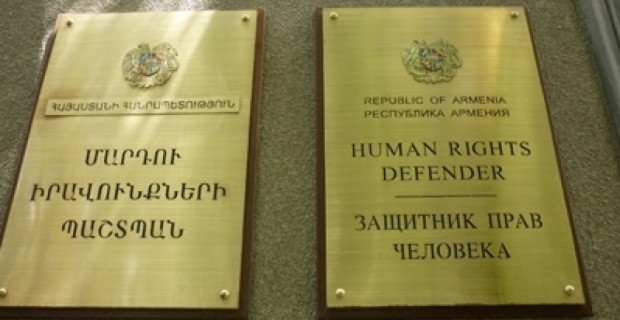 ՀԱՅԱՍՏԱՆԻ ՀԱՆՐԱՊԵՏՈՒԹՅՈՒՆ
ՄԱՐԴՈՒ
ԻՐԱՎՈՒՆՔՆԵՐԻ
ՊԱՇՏՊԱՆ
REPUBLIC OF ARMENIA
РЕСПУБЛИКА АРМЕНИЯ
HUMAN RIGHTS
DEFENDER
ЗАЩИТНИК ПРАВ
ЧЕЛОВЕКА